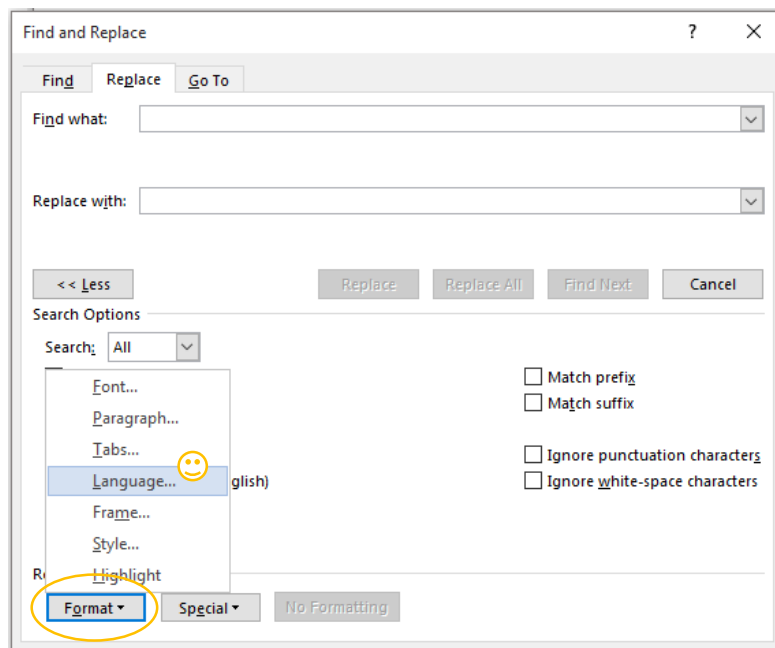 Find and Replace ?
Find Replace Go To
Find what:
Replace with:
<< Less Replace Replace All Find Next Cancel
Search Options
Search: All
Match prefix
Match suffix
Ignore punctuation characters
glish) Ignore white-space characters
Font...
Paragraph...
Tabs...
Language...
Frame...
Style...
Highlight
Format Special No Formatting